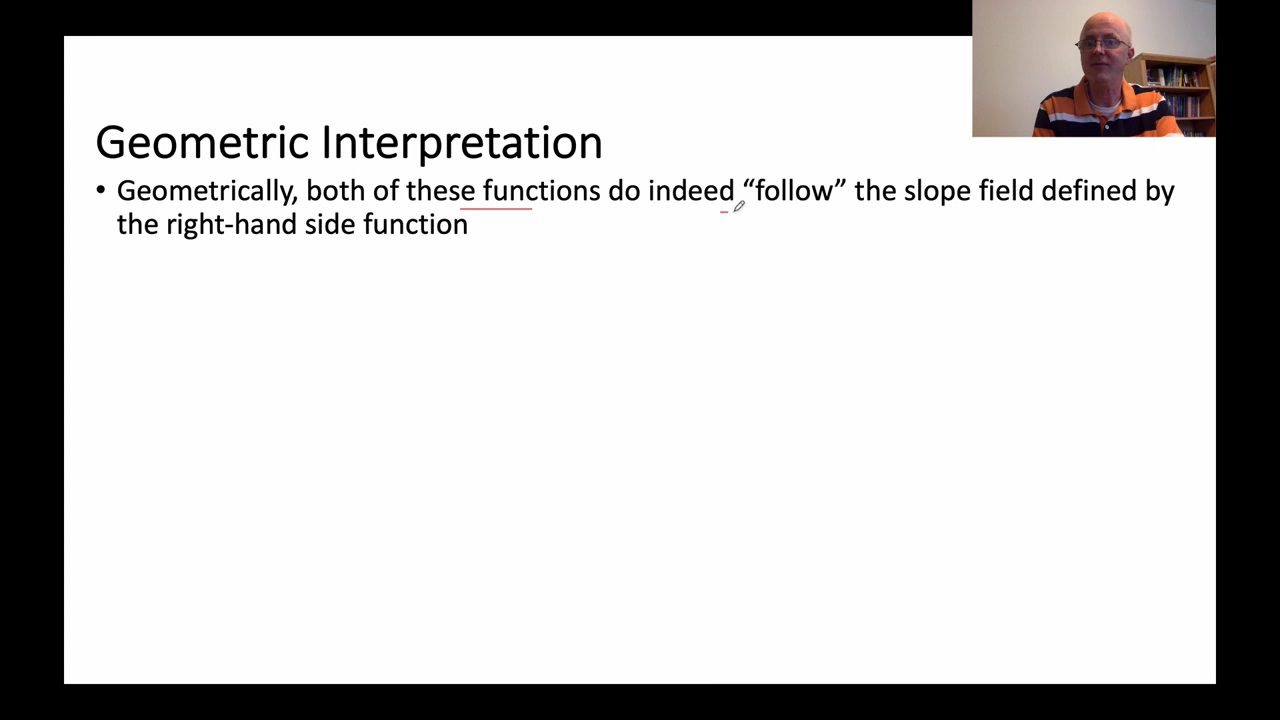 Geometric Interpretation
• Geometrically, both of these functions do indeed “follow” the slope field defined by
the right-hand side function